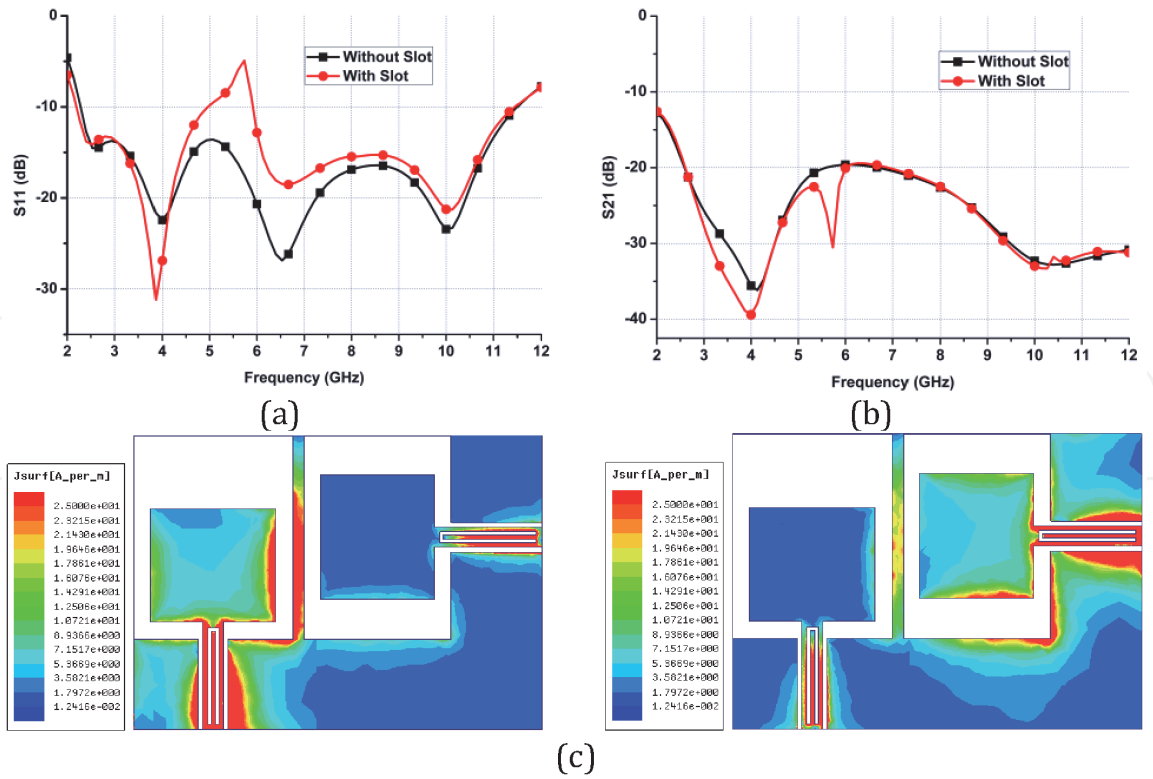 0
-10
-20
-30
S11 (dB)
Without Slot
With Slot
2 3 4 5 6 7 8 9 10 11 12
Frequency (GHz)
(a)
0
-10
-20
-30
-40
S21 (dB)
Without Slot
With Slot
2 3 4 5 6 7 8 9 10 11 12
Frequency (GHz)
(b)
Jsurf[A_per_m]
2.5000e+001
2.3215e+001
2.1430e+001
1.9646e+001
1.7861e+001
1.6076e+001
1.4291e+001
1.2506e+001
1.0721e+001
8.9366e+000
7.1517e+000
5.3669e+000
3.5821e+000
1.7972e+000
1.2416e-002
Jsurf[A_per_m]
2.5000e+001
2.3215e+001
2.1430e+001
1.9646e+001
1.7861e+001
1.6076e+001
1.4291e+001
1.2506e+001
1.0721e+001
8.9366e+000
7.1517e+000
5.3669e+000
3.5821e+000
1.7972e+000
1.2416e-002
(c)